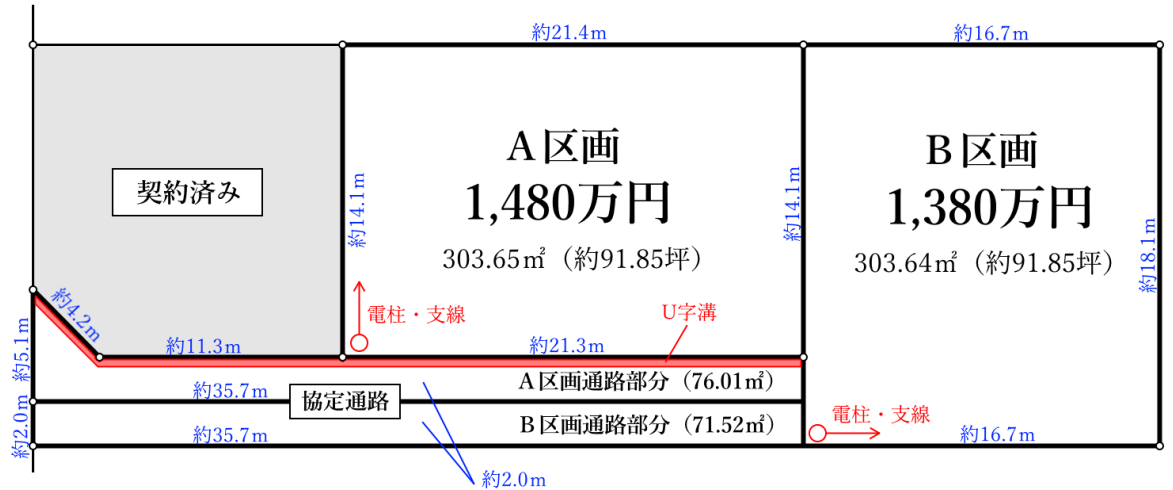 約21.4m
約16.7m
A区画
1,480万円
303.65㎡（約91.85坪）
B区画
1,380万円
303.64㎡（約91.85坪）
契約済み
約14.1m
約14.1m
約18.1m
電柱・支線
U字溝
約4.2m
約11.3m
約21.3m
約5.1m
約35.7m
A区画通路部分（76.01㎡）
協定通路
約2.0m
約35.7m
B区画通路部分（71.52㎡）
電柱・支線
約16.7m
約2.0m